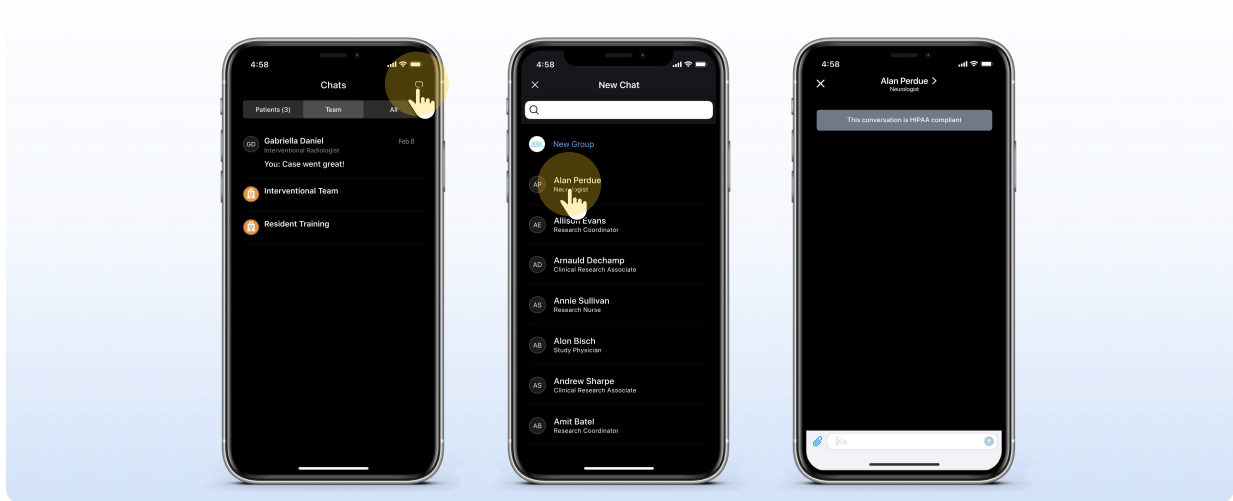 4:58
Chats
Patients (3)
Team
All
GD
Gabriella Daniel
Feb 8
Interventional Radiologist
You: Case went great!
Interventional Team
Resident Training
4:58
New Chat
New Group
AP
Alan Perdue
Neurologist
AE
Allison Evans
Research Coordinator
AD
Arnauld Dechamp
Clinical Research Associate
AS
Annie Sullivan
Research Nurse
AB
Alon Bisch
Study Physician
AS
Andrew Sharpe
Clinical Research Associate
AB
Amit Batel
Research Coordinator
4:58
Alan Perdue >
Neurologist
This conversation is HIPAA compliant
Aa